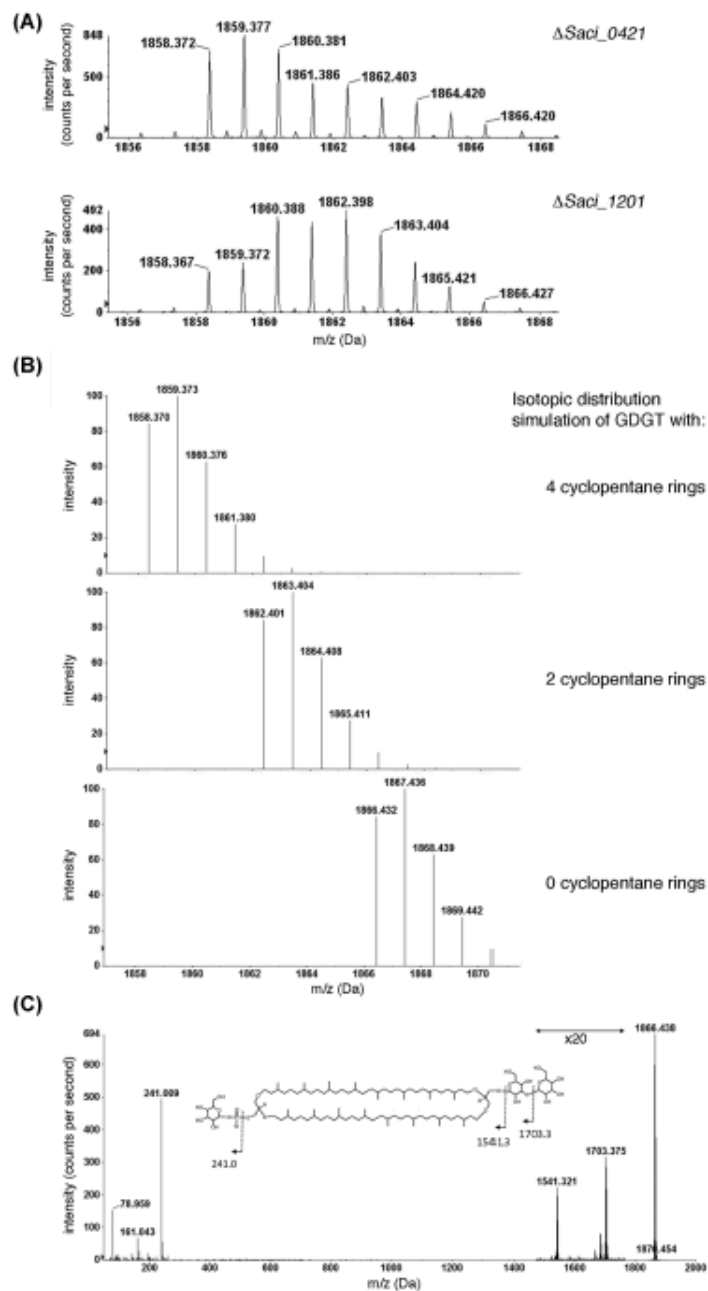 (A)
ΔSaci_0421
intensity
(counts per second)
848
500
0
1858.372
1859.377
1860.381
1861.386
1862.403
1864.420
1866.420
1856 1858 1860 1862 1864 1866 1868
ΔSaci_1201
intensity
(counts per second)
492
400
200
0
1858.367
1859.372
1860.388
1862.398
1863.404
1865.421
1866.427
1856 1858 1860 1862 1864 1866 1868
m/z (Da)
(B)
Isotopic distribution
simulation of GDGT with:
4 cyclopentane rings
intensity
100
80
60
40
20
0
1858.370
1859.373
1860.376
1861.380
2 cyclopentane rings
intensity
100
80
60
40
20
0
1862.401
1863.404
1864.408
1865.411
0 cyclopentane rings
intensity
100
80
60
40
20
0
1866.432
1867.436
1868.439
1869.442
1858 1860 1862 1864 1866 1868 1870
m/z (Da)
(C)
intensity (counts per second)
694
600
500
400
300
200
100
0
78.959
161.043
241.009
241.0
1541.3
1703.3
x20
1541.321
1703.375
1866.438
1870.454
200 400 600 800 1000 1200 1400 1600 1800 2000
m/z (Da)